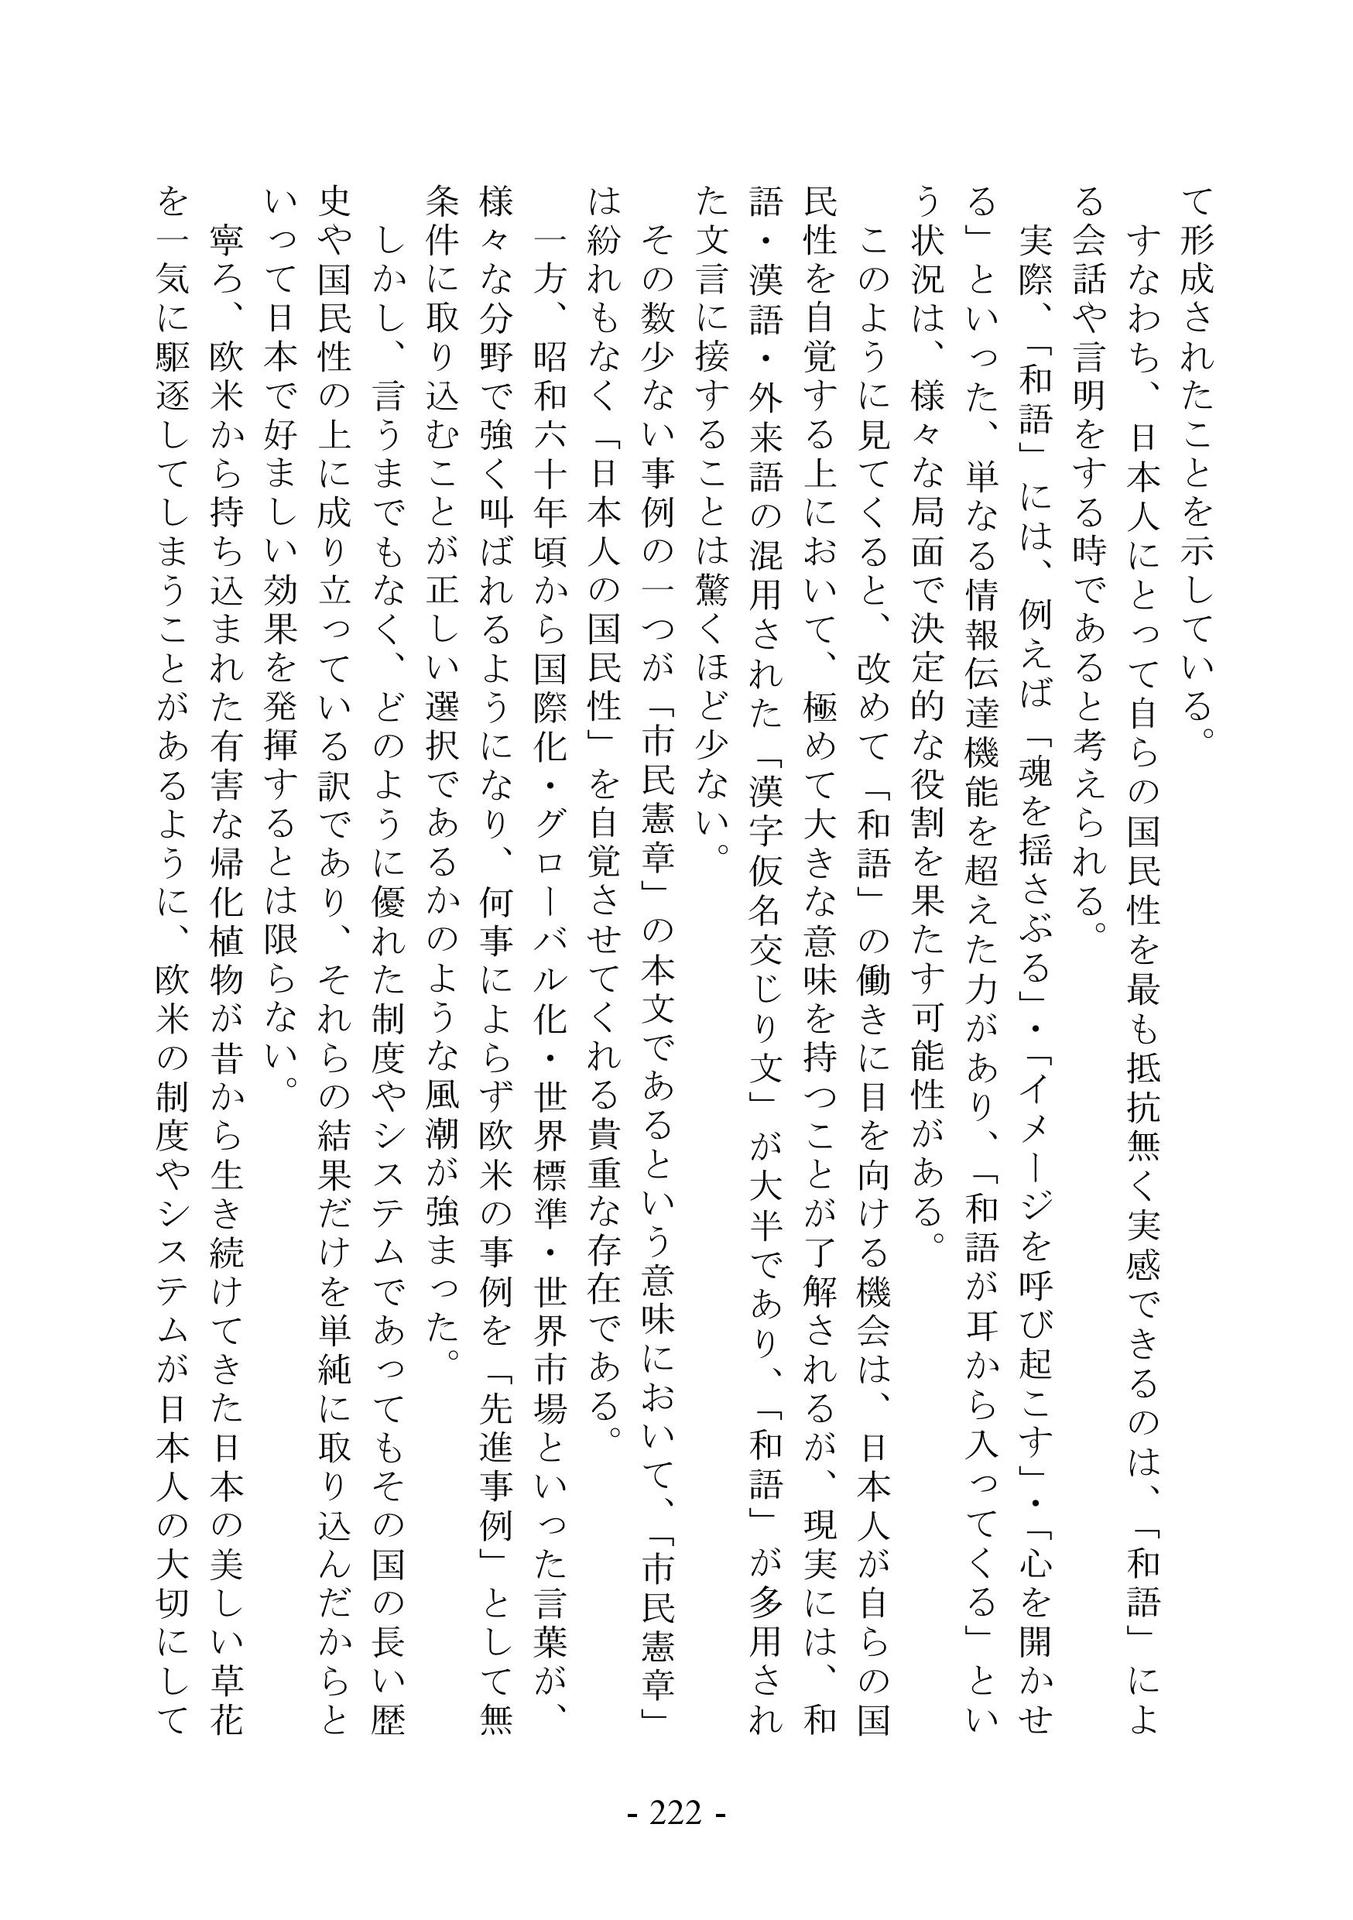 て形成されたことを示している。
すなわち、日本人にとって自らの国民性を最も抵抗無く実感できるのは、「和語」によ
る会話や言明をする時であると考えられる。
実際、「和語」には、例えば「魂を揺さぶる」・「イメージを呼び起こす」・「心を開かせ
る」といった、単なる情報伝達機能を超えた力があり、「和語が耳から入ってくる」とい
う状況は、様々な局面で決定的な役割を果たす可能性がある。
このように見てくると、改めて「和語」の働きに目を向ける機会は、日本人が自らの国
民性を自覚する上において、極めて大きな意味を持つことが了解されるが、現実には、和
語・漢語・外来語の混用された「漢字仮名交じり文」が大半であり、「和語」が多用され
た文言に接することは驚くほど少ない。
その数少ない事例の一つが「市民憲章」の本文であるという意味において、「市民憲章」
は紛れもなく「日本人の国民性」を自覚させてくれる貴重な存在である。
一方、昭和六十年頃から国際化・グローバル化・世界標準・世界市場といった言葉が、
様々な分野で強く叫ばれるようになり、何事によらず欧米の事例を「先進事例」として無
条件に取り込むことが正しい選択であるかのような風潮が強まった。
しかし、言うまでもなく、どのように優れた制度やシステムであってもその国の長い歴
史や国民性の上に成り立っている訳であり、それらの結果だけを単純に取り込んだからと
いって日本で好ましい効果を発揮するとは限らない。
寧ろ、欧米から持ち込まれた有害な帰化植物が昔から生き続けてきた日本の美しい草花
を一気に駆逐してしまうことがあるように、欧米の制度やシステムが日本人の大切にして
- 222 -